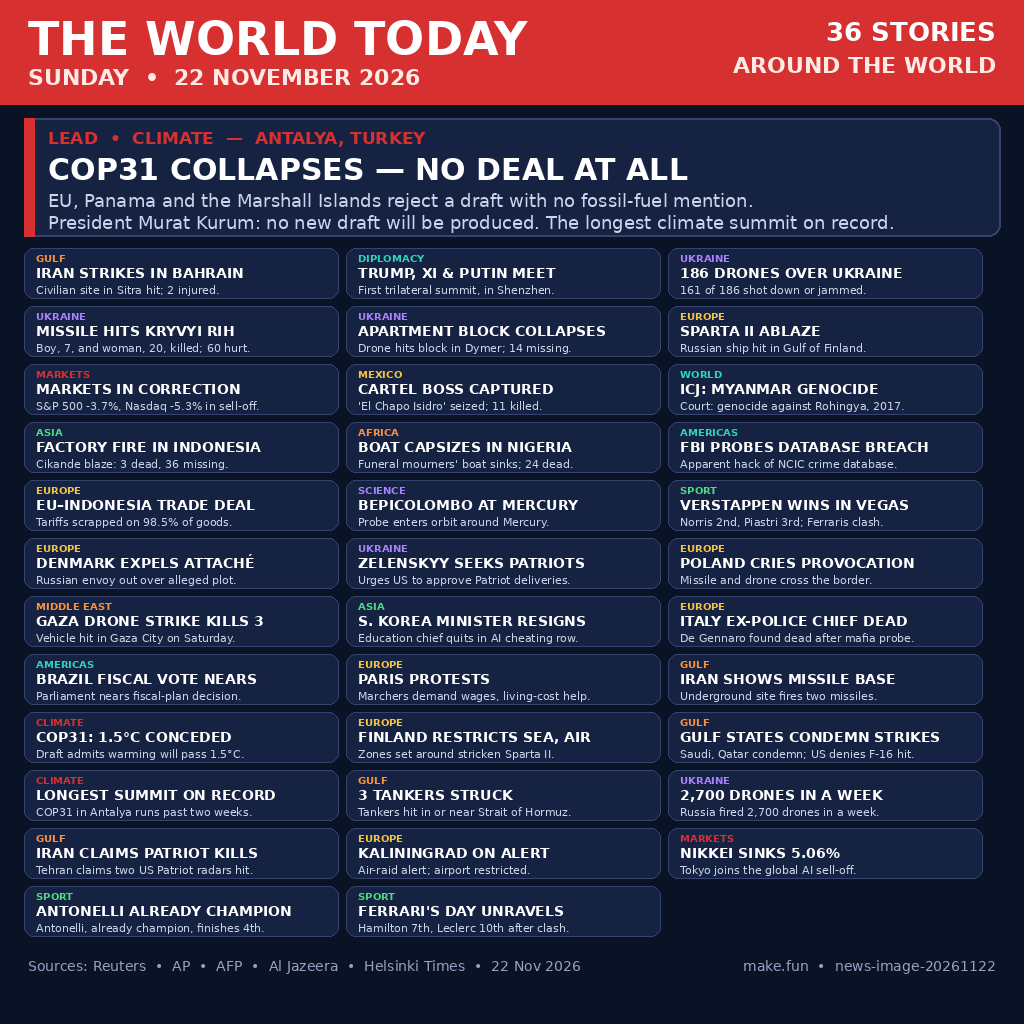 THE WORLD TODAY
SUNDAY • 22 NOVEMBER 2026
36 STORIES
AROUND THE WORLD
LEAD • CLIMATE — ANTALYA, TURKEY
COP31 COLLAPSES — NO DEAL AT ALL
EU, Panama and the Marshall Islands reject a draft with no fossil-fuel mention.
President Murat Kurum: no new draft will be produced. The longest climate summit on record.
GULF
IRAN STRIKES IN BAHRAIN
Civilian site in Sitra hit; 2 injured.
DIPLOMACY
TRUMP, XI & PUTIN MEET
First trilateral summit, in Shenzhen.
UKRAINE
186 DRONES OVER UKRAINE
161 of 186 shot down or jammed.
UKRAINE
MISSILE HITS KRYVYI RIH
Boy, 7, and woman, 20, killed; 60 hurt.
UKRAINE
APARTMENT BLOCK COLLAPSES
Drone hits block in Dymer; 14 missing.
EUROPE
SPARTA II ABLAZE
Russian ship hit in Gulf of Finland.
MARKETS
MARKETS IN CORRECTION
S&P 500 -3.7%, Nasdaq -5.3% in sell-off.
MEXICO
CARTEL BOSS CAPTURED
'El Chapo Isidro' seized; 11 killed.
WORLD
ICJ: MYANMAR GENOCIDE
Court: genocide against Rohingya, 2017.
ASIA
FACTORY FIRE IN INDONESIA
Cikande blaze: 3 dead, 36 missing.
AFRICA
BOAT CAPSIZES IN NIGERIA
Funeral mourners' boat sinks; 24 dead.
AMERICAS
FBI PROBES DATABASE BREACH
Apparent hack of NCIC crime database.
EUROPE
EU–INDONESIA TRADE DEAL
Tariffs scrapped on 98.5% of goods.
SCIENCE
BEPICOLOMBO AT MERCURY
Probe enters orbit around Mercury.
SPORT
VERSTAPPEN WINS IN VEGAS
Norris 2nd, Piastri 3rd; Ferraris clash.
EUROPE
DENMARK EXPELS ATTACHÉ
Russian envoy out over alleged plot.
UKRAINE
ZELENSKYY SEEKS PATRIOTS
Urges US to approve Patriot deliveries.
EUROPE
POLAND CRIES PROVOCATION
Missile and drone cross the border.
MIDDLE EAST
GAZA DRONE STRIKE KILLS 3
Vehicle hit in Gaza City on Saturday.
ASIA
S. KOREA MINISTER RESIGNS
Education chief quits in AI cheating row.
EUROPE
ITALY EX-POLICE CHIEF DEAD
De Gennaro found dead after mafia probe.
AMERICAS
BRAZIL FISCAL VOTE NEARS
Parliament nears fiscal-plan decision.
EUROPE
PARIS PROTESTS
Marchers demand wages, living-cost help.
GULF
IRAN SHOWS MISSILE BASE
Underground site fires two missiles.
CLIMATE
COP31: 1.5°C CONCEDED
Draft admits warming will pass 1.5°C.
EUROPE
FINLAND RESTRICTS SEA, AIR
Zones set around stricken Sparta II.
GULF
GULF STATES CONDEMN STRIKES
Saudi, Qatar condemn; US denies F-16 hit.
CLIMATE
LONGEST SUMMIT ON RECORD
COP31 in Antalya runs past two weeks.
GULF
3 TANKERS STRUCK
Tankers hit in or near Strait of Hormuz.
UKRAINE
2,700 DRONES IN A WEEK
Russia fired 2,700 drones in a week.
GULF
IRAN CLAIMS PATRIOT KILLS
Tehran claims two US Patriot radars hit.
EUROPE
KALININGRAD ON ALERT
Air-raid alert; airport restricted.
MARKETS
NIKKEI SINKS 5.06%
Tokyo joins the global AI sell-off.
SPORT
ANTONELLI ALREADY CHAMPION
Antonelli, already champion, finishes 4th.
SPORT
FERRARI'S DAY UNRAVELS
Hamilton 7th, Leclerc 10th after clash.
Sources: Reuters • AP • AFP • Al Jazeera • Helsinki Times • 22 Nov 2026
make.fun • news-image-20261122